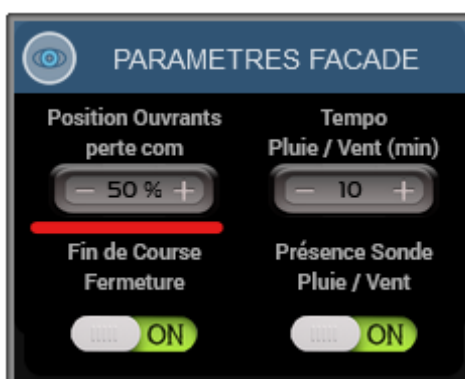 PARAMETRES FACADE
Position Ouvrants
perte com
− 50 % +
Tempo
Pluie / Vent (min)
− 10 +
Fin de Course
Fermeture
ON
Présence Sonde
Pluie / Vent
ON